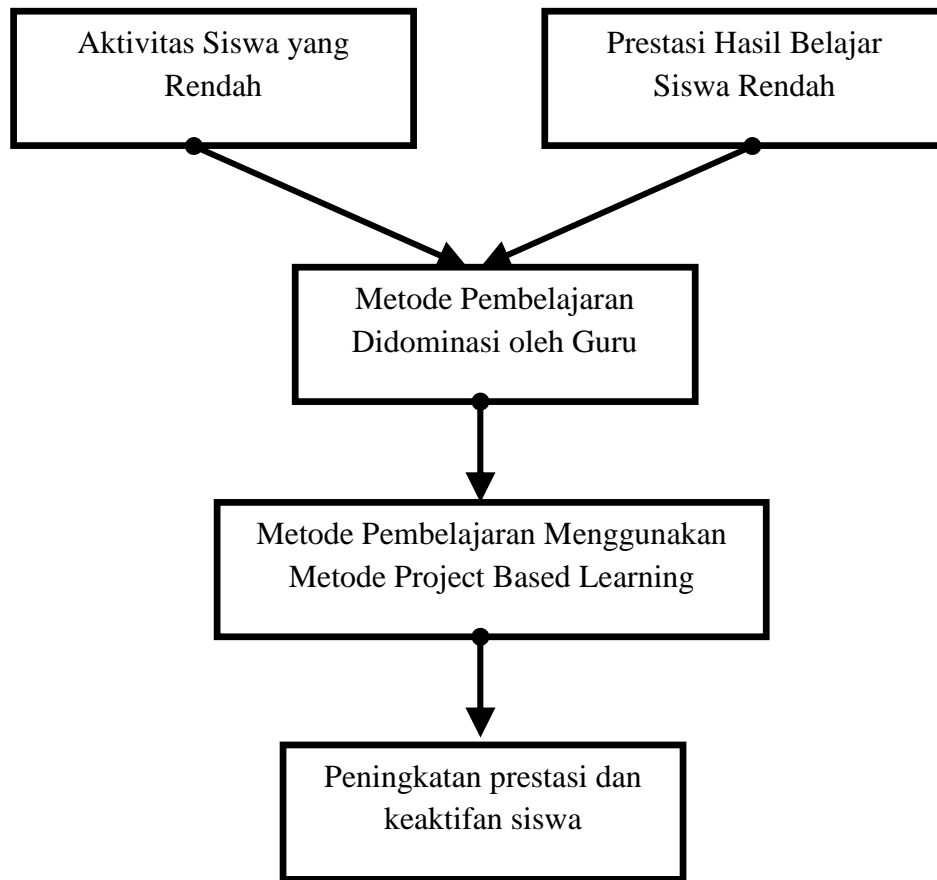 Aktivitas Siswa yang
Rendah
Prestasi Hasil Belajar
Siswa Rendah
Metode Pembelajaran
Didominasi oleh Guru
Metode Pembelajaran Menggunakan
Metode Project Based Learning
Peningkatan prestasi dan
keaktifan siswa